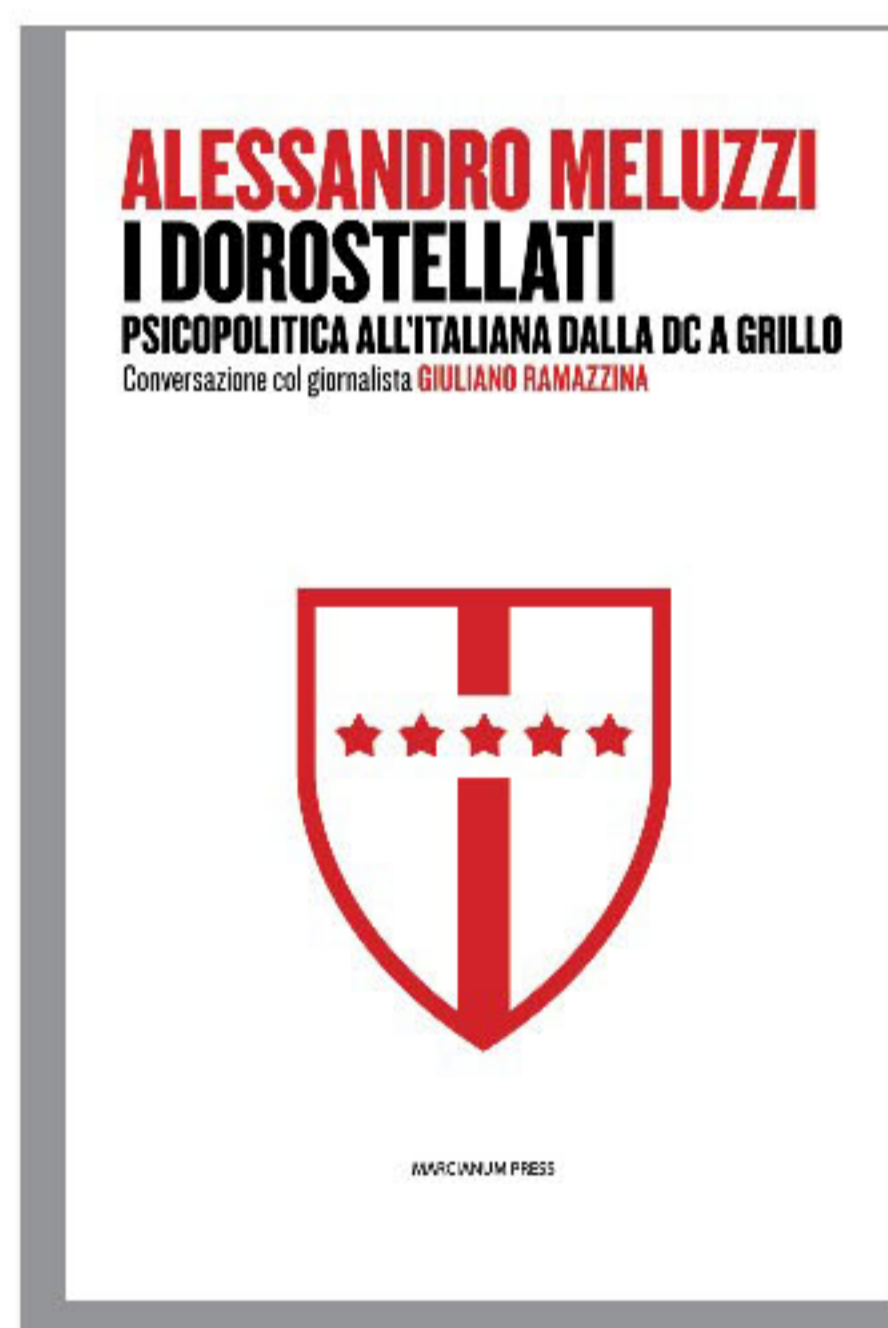 ALESSANDRO MELUZZI
I DOROSTELLATI
PSICOPOLITICA ALL'ITALIANA DALLA DC A GRILLO
Conversazione col giornalista GIULIANO RAMAZZINA
MARCIANUM PRESS